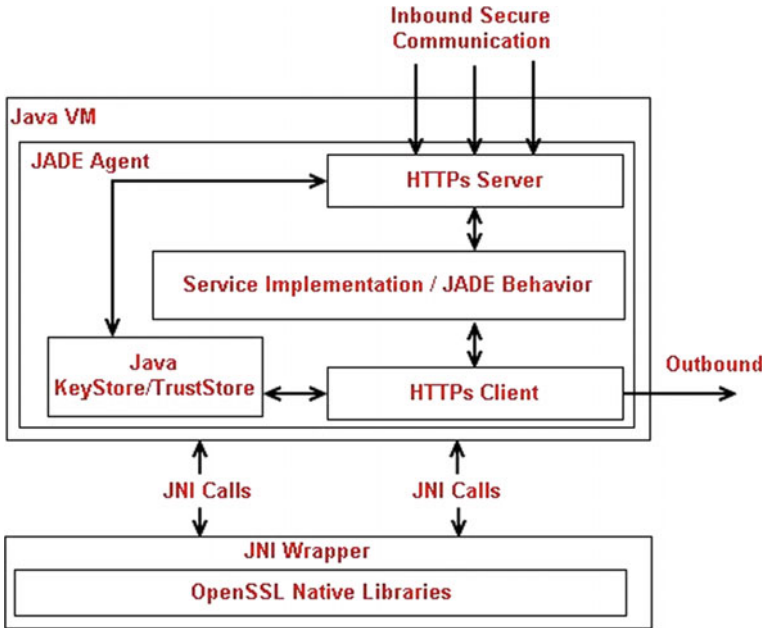 Inbound Secure
Communication
Java VM
JADE Agent
HTTPs Server
Service Implementation / JADE Behavior
Java
KeyStore/TrustStore
HTTPs Client
Outbound
JNI Calls
JNI Calls
JNI Wrapper
OpenSSL Native Libraries